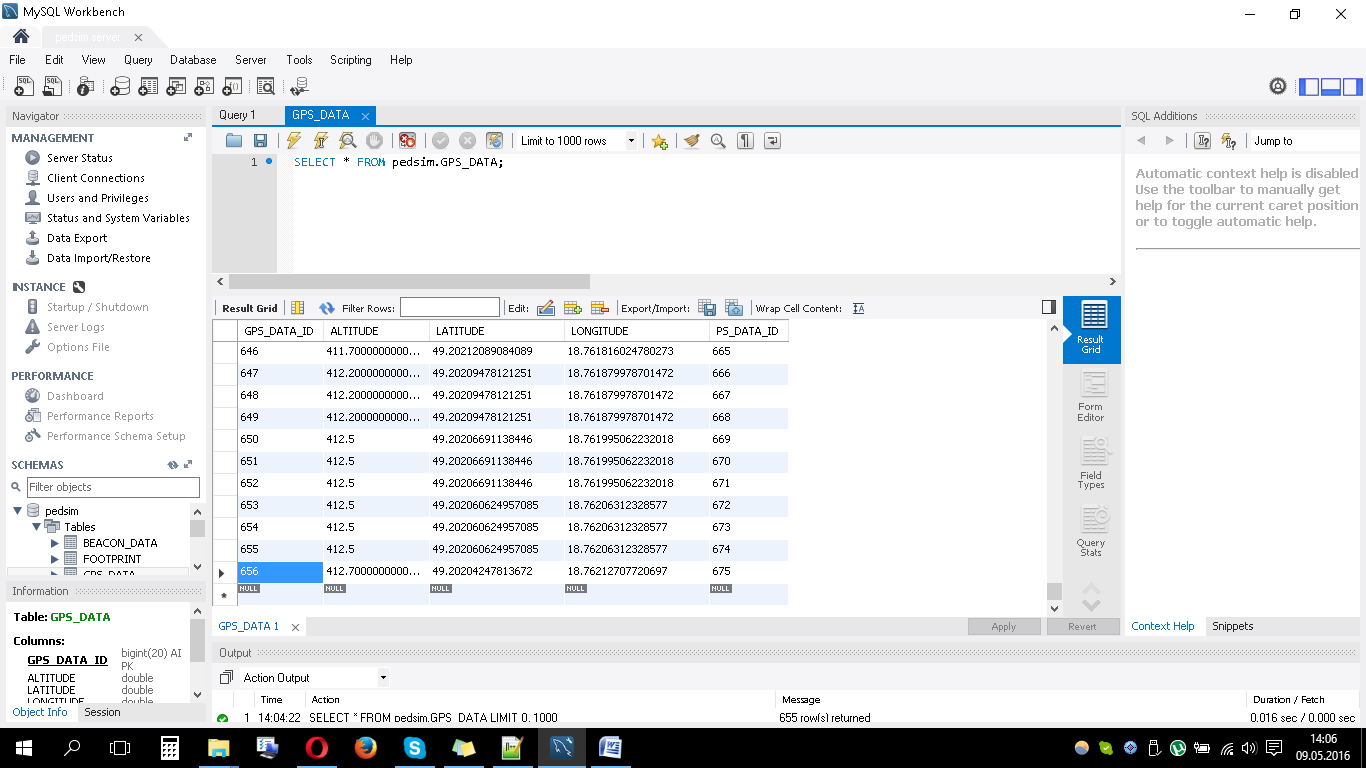 MySQL Workbench
pedsim server
File Edit View Query Database Server Tools Scripting Help
Navigator
MANAGEMENT
Server Status
Client Connections
Users and Privileges
Status and System Variables
Data Export
Data Import/Restore
INSTANCE
Startup / Shutdown
Server Logs
Options File
PERFORMANCE
Dashboard
Performance Reports
Performance Schema Setup
SCHEMAS
Filter objects
pedsim
Tables
BEACON_DATA
FOOTPRINT
GPS_DATA
Information
Table: GPS_DATA
Columns:
GPS_DATA_ID bigint(20) AI PK
ALTITUDE double
LATITUDE double
LONGITUDE double
Object Info Session
Query 1 GPS_DATA
Limit to 1000 rows
1 SELECT * FROM pedsim.GPS_DATA;
Result Grid Filter Rows: Edit: Export/Import: Wrap Cell Content:
GPS_DATA_ID ALTITUDE LATITUDE LONGITUDE PS_DATA_ID
646 411.7000000000... 49.20212089084089 18.761816024780273 665
647 412.2000000000... 49.20209478121251 18.761879978701472 666
648 412.2000000000... 49.20209478121251 18.761879978701472 667
649 412.2000000000... 49.20209478121251 18.761879978701472 668
650 412.5 49.20206691138446 18.761995062232018 669
651 412.5 49.20206691138446 18.761995062232018 670
652 412.5 49.20206691138446 18.761995062232018 671
653 412.5 49.202060624957085 18.76206312328577 672
654 412.5 49.202060624957085 18.76206312328577 673
655 412.5 49.202060624957085 18.76206312328577 674
656 412.7000000000... 49.20204247813672 18.76212707720697 675
NULL NULL NULL NULL NULL
GPS_DATA 1
Apply Revert
Result Grid
Form Editor
Field Types
Query Stats
SQL Additions
Jump to
Automatic context help is disabled
Use the toolbar to manually get
help for the current caret position
or to toggle automatic help.
Context Help Snippets
Output
Action Output
Time Action Message Duration / Fetch
1 14:04:22 SELECT * FROM pedsim.GPS_DATA LIMIT 0, 1000 655 row(s) returned 0.016 sec / 0.000 sec
14:06
09.05.2016